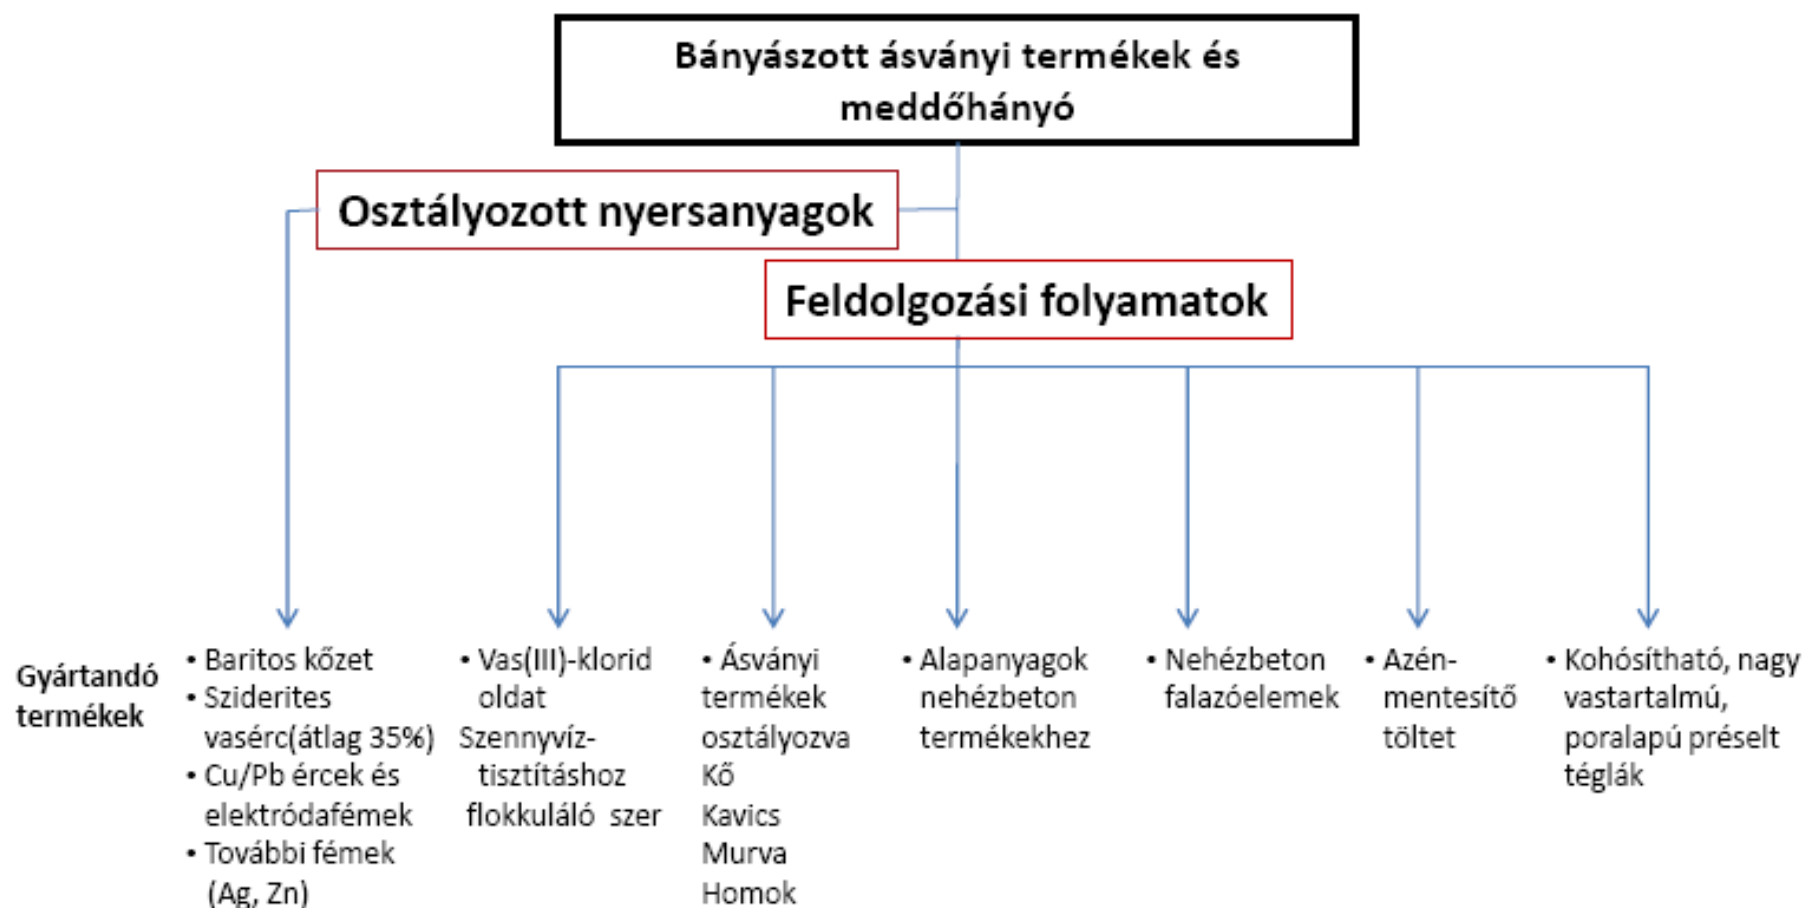 Bányászott ásványi termékek és
meddőhányó
Osztályozott nyersanyagok
Feldolgozási folyamatok
Gyártandó
termékek
• Baritos kőzet
• Sziderites
vasérc(átlag 35%)
• Cu/Pb ércek és
elektródafémek
• További fémek
(Ag, Zn)
• Vas(III)-klorid
oldat
Szennyvíz-
tisztításhoz
flokkuláló szer
• Ásványi
termékek
osztályozva
Kő
Kavics
Murva
Homok
• Alapanyagok
nehézbeton
termékekhez
• Nehézbeton
falazóelemek
• Azén-
mentesítő
töltet
• Kohósítható, nagy
vastartalmú,
poralapú préselt
téglák